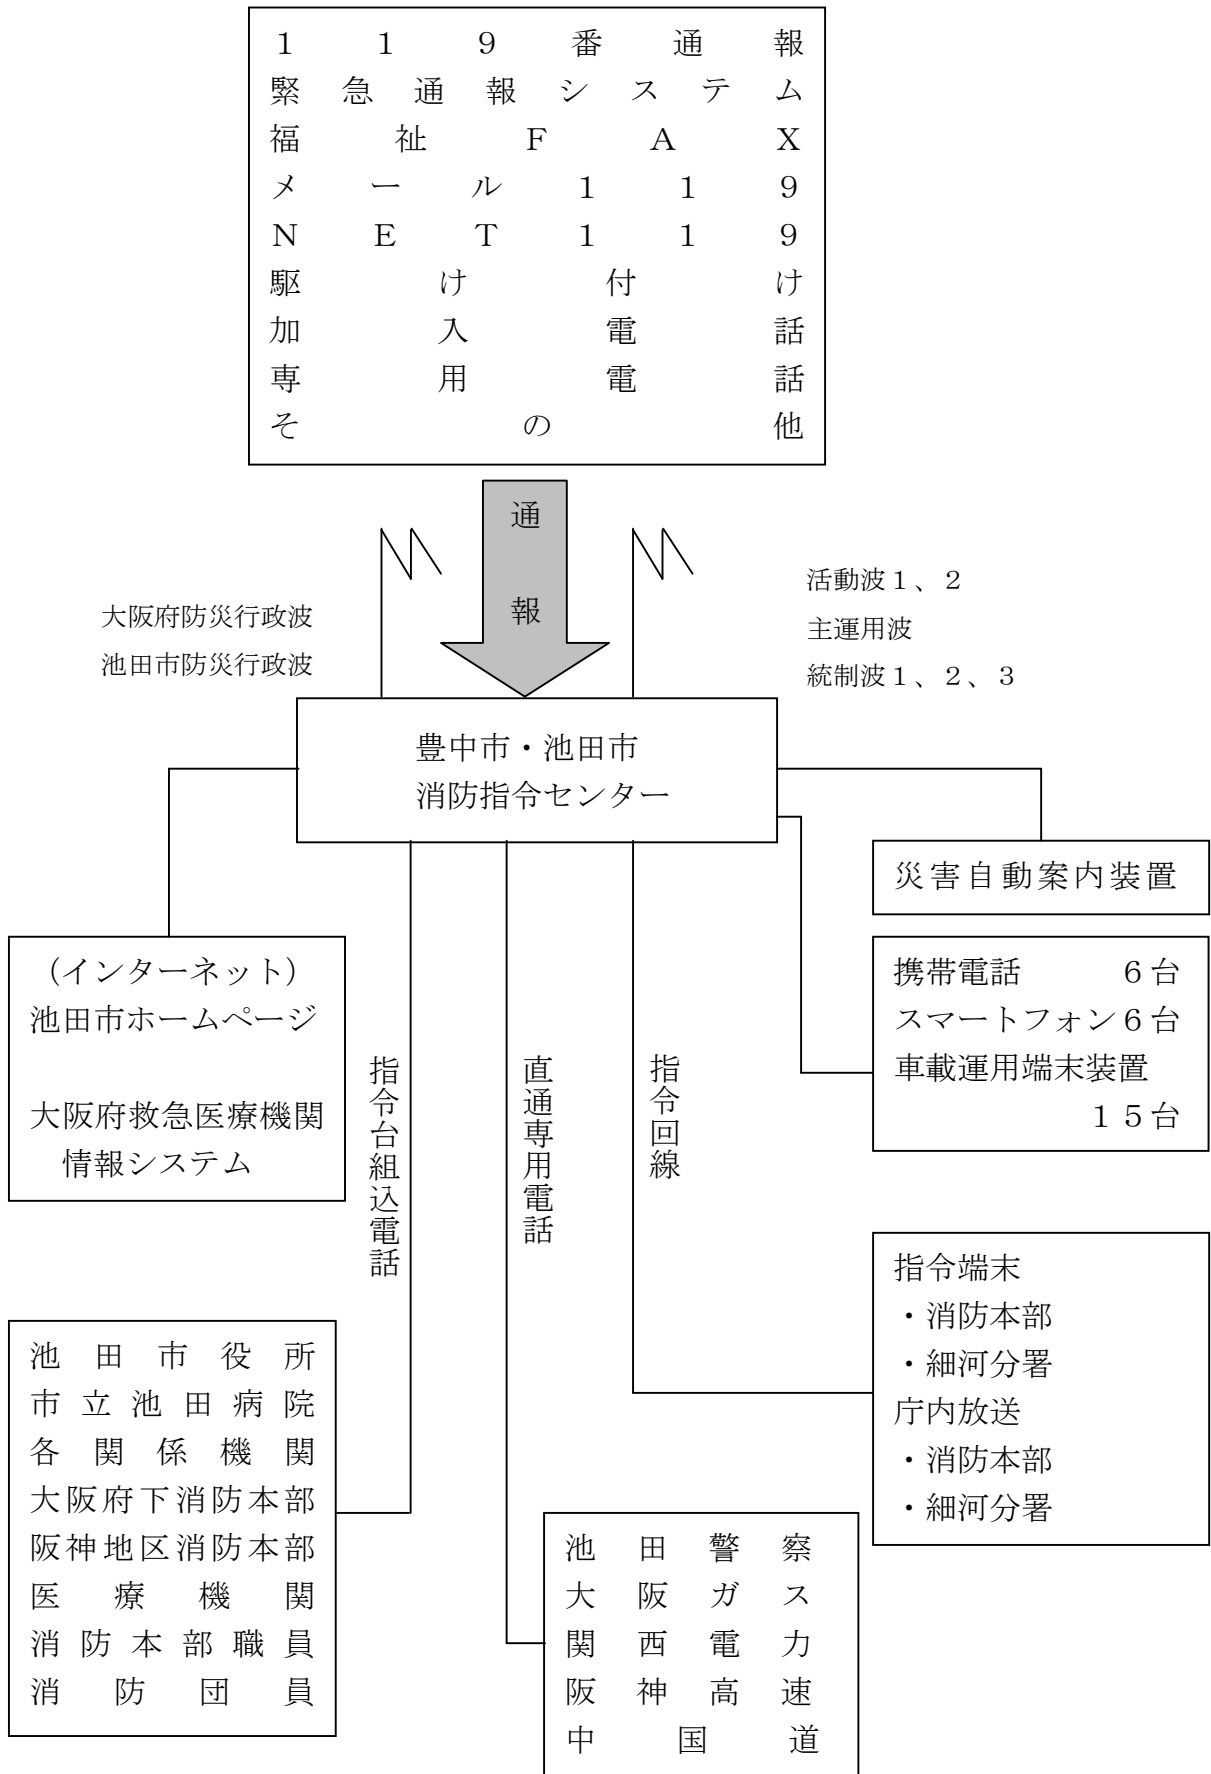 １１９番通報
緊急通報システム
福祉ＦＡＸ
メール１１９
ＮＥＴ１１９
駆け付け
加入電話
専用電話
その他
通報
大阪府防災行政波
池田市防災行政波
活動波１、２
主運用波
統制波１、２、３
豊中市・池田市
消防指令センター
災害自動案内装置
（インターネット）
池田市ホームページ
大阪府救急医療機関
情報システム
携帯電話　６台
スマートフォン６台
車載運用端末装置
１５台
指令台組込電話
直通専用電話
指令回線
指令端末
・消防本部
・細河分署
庁内放送
・消防本部
・細河分署
池田市役所
市立池田病院
各関係機関
大阪府下消防本部
阪神地区消防本部
医療機関
消防本部職員
消防団員
池田警察
大阪ガス
関西電力
阪神高速
中国道